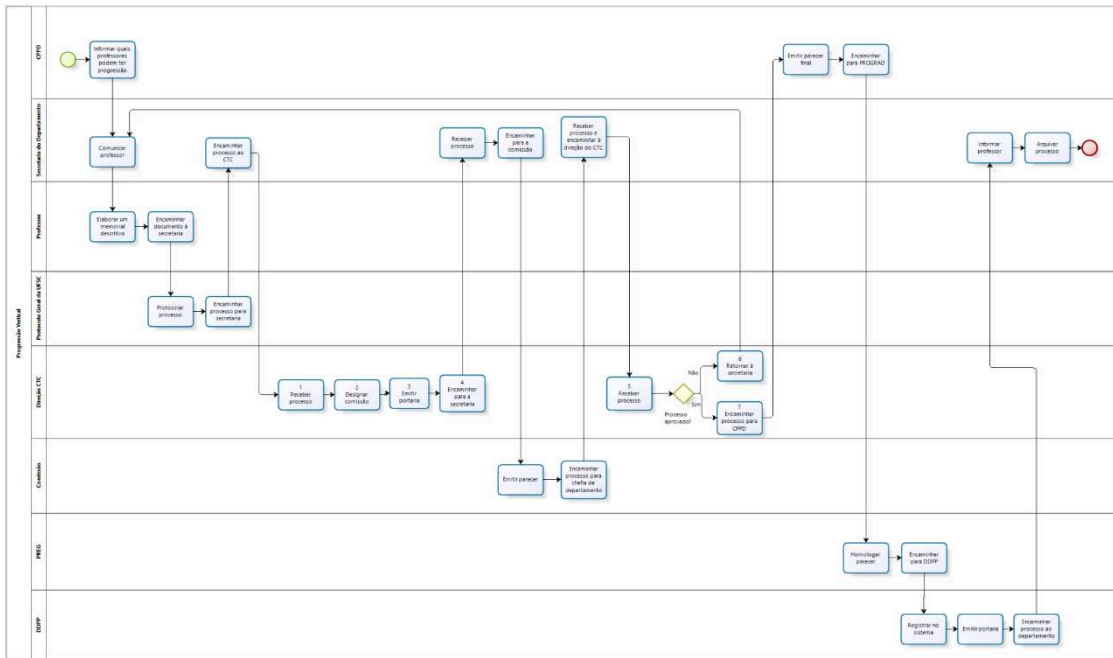 Progressão Vertical
CPPD
Informar quais
professores
podem ter
progressão
Emitir parecer
final
Encaminhar
para PROGRAD
Secretaria do Departamento
Comunicar
professor
Encaminhar
processo ao
CTC
Receber
processo
Encaminhar
para a
comissão
Receber
processo e
encaminhar à
direção do CTC
Informar
professor
Arquivar
processo
Professor
Elaborar um
memorial
descritivo
Encaminhar
documento à
secretaria
Protocolo Geral da UFSC
Protocolar
processo
Encaminhar
processo para
secretaria
Direção CTC
1
Receber
processo
2
Designar
comissão
3
Emitir
portaria
4
Encaminhar
para a
secretaria
5
Receber
processo
Processo
aprovado?
Não
Sim
6
Retornar à
secretaria
7
Encaminhar
processo para
CPPD
Comissão
Emitir parecer
Encaminhar
processo para
chefia de
departamento
PREG
Homologar
parecer
Encaminhar
para DDPP
DDPP
Registrar no
sistema
Emitir portaria
Encaminhar
processo ao
departamento